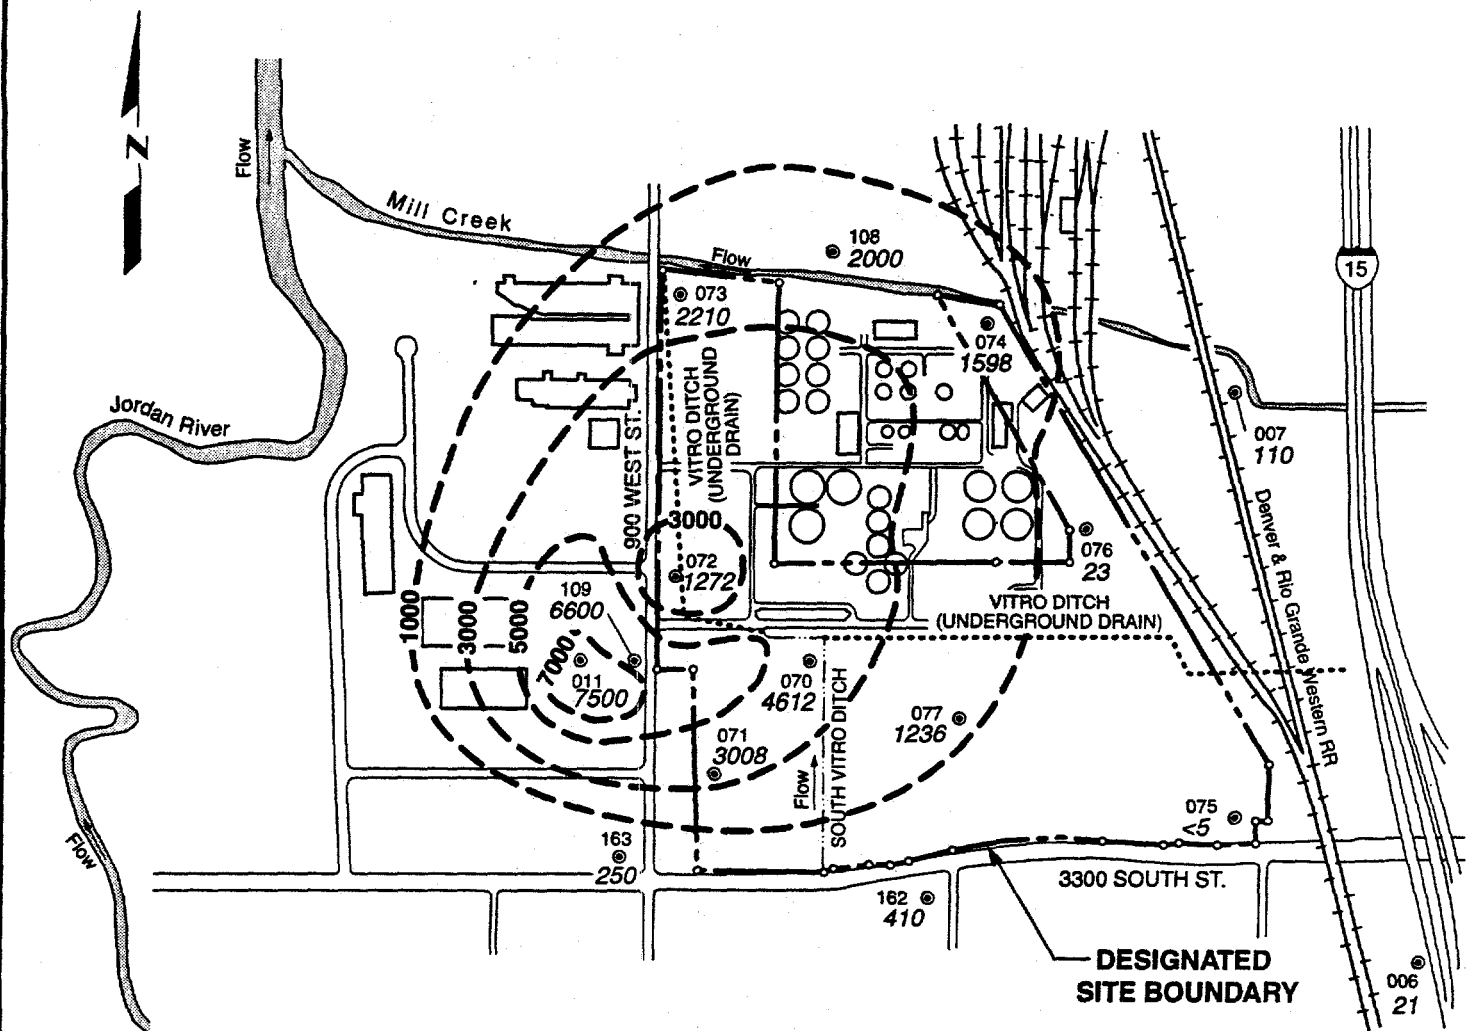 N
Flow
Mill Creek
Flow
108
2000
15
073
2210
074
1598
Jordan River
900 WEST ST.
VITRO DITCH
(UNDERGROUND
DRAIN)
007
110
3000
072
1272
076
23
Denver & Rio Grande Western RR
109
6600
VITRO DITCH
(UNDERGROUND DRAIN)
1000
3000
5000
7000
011
7500
070
4612
077
1236
071
3008
Flow
SOUTH VITRO DITCH
075
<5
Flow
163
250
3300 SOUTH ST.
162
410
DESIGNATED
SITE BOUNDARY
006
21